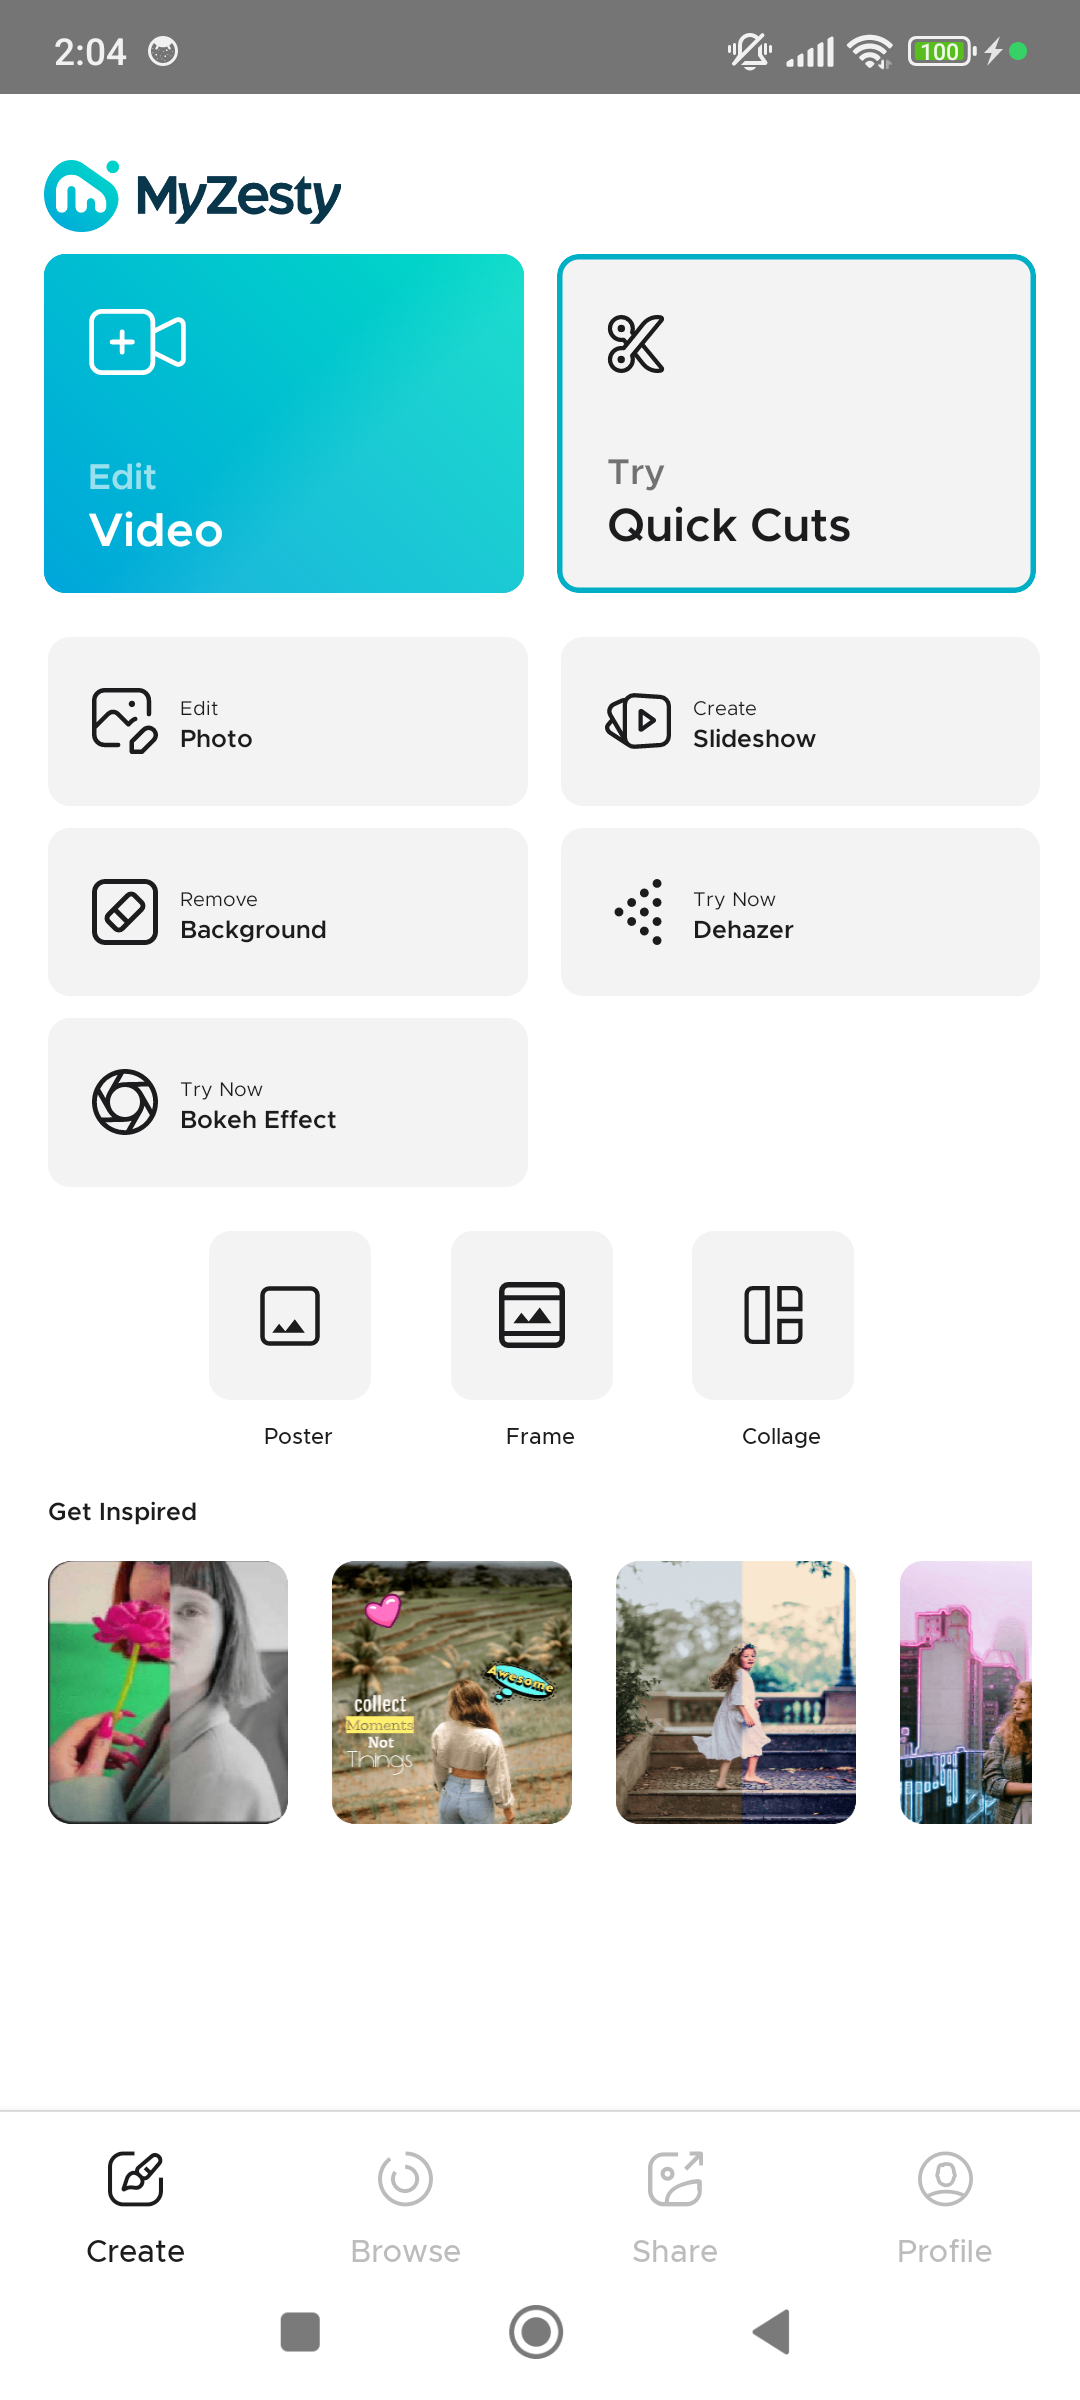 2:04
100
MyZesty
Edit
Video
Try
Quick Cuts
Edit
Photo
Create
Slideshow
Remove
Background
Try Now
Dehazer
Try Now
Bokeh Effect
Poster
Frame
Collage
Get Inspired
collect
Moments
Not
Things
Awesome
Create
Browse
Share
Profile